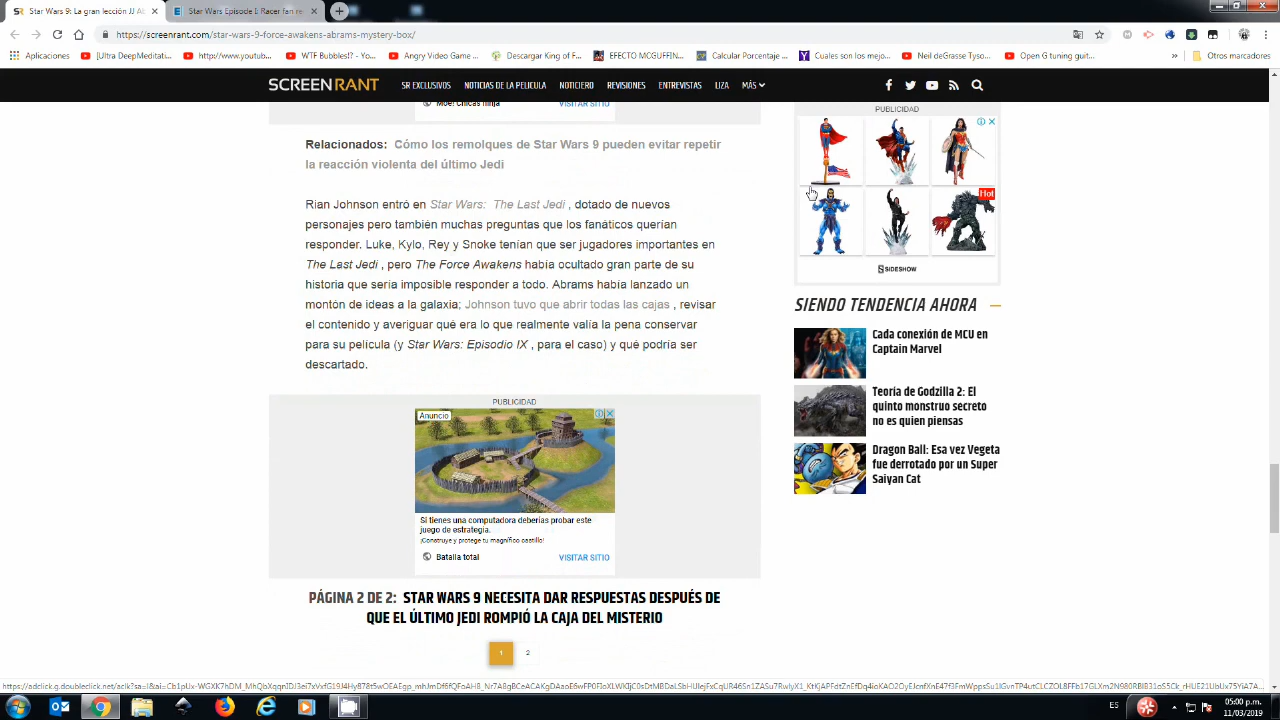 Star Wars 9: La gran lección JJ Ab
Star Wars Episode I: Racer fan re
https://screenrant.com/star-wars-9-force-awakens-abrams-mystery-box/
Aplicaciones
[Ultra DeepMeditati...
http//www.youtub...
WTF Bubbles!? - Yo...
Angry Video Game...
Descargar King of F...
EFECTO MCGUFFIN...
Calcular Porcentaje ...
Cuales son los mejo...
Neil deGrasse Tyso...
Open G tuning guit...
»
Otros marcadores
SCREENRANT
SR EXCLUSIVOS
NOTICIAS DE LA PELICULA
NOTICIERO
REVISIONES
ENTREVISTAS
LIZA
MÁS
Moe! Chicas ninja
VISITAR SITIO
Relacionados: Cómo los remolques de Star Wars 9 pueden evitar repetir
la reacción violenta del último Jedi
Rian Johnson entró en Star Wars: The Last Jedi , dotado de nuevos
personajes pero también muchas preguntas que los fanáticos querían
responder. Luke, Kylo, Rey y Snoke tenían que ser jugadores importantes en
The Last Jedi , pero The Force Awakens había ocultado gran parte de su
historia que sería imposible responder a todo. Abrams había lanzado un
montón de ideas a la galaxia; Johnson tuvo que abrir todas las cajas , revisar
el contenido y averiguar qué era lo que realmente valía la pena conservar
para su película (y Star Wars: Episodio IX , para el caso) y qué podría ser
descartado.
PUBLICIDAD
Anuncio
Si tienes una computadora deberías probar este
juego de estrategia.
¡Construye y protege tu magnífico castillo!
Batalla total
VISITAR SITIO
PÁGINA 2 DE 2: STAR WARS 9 NECESITA DAR RESPUESTAS DESPUÉS DE
QUE EL ÚLTIMO JEDI ROMPIÓ LA CAJA DEL MISTERIO
1
2
PUBLICIDAD
Hot
SIDESHOW
SIENDO TENDENCIA AHORA
Cada conexión de MCU en
Captain Marvel
Teoría de Godzilla 2: El
quinto monstruo secreto
no es quien piensas
Dragon Ball: Esa vez Vegeta
fue derrotado por un Super
Saiyan Cat
ES
05:00 p.m.
11/03/2019